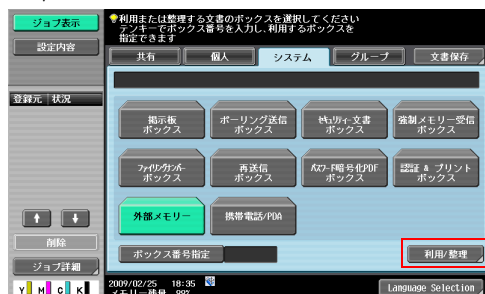 ジョブ表示
設定内容
登録元 状況
削除
ジョブ詳細
Y M C K
利用または整理する文書のボックスを選択してください
テンキーでボックス番号を入力し、利用するボックスを
指定できます
共有 個人 システム グループ 文書保存
掲示板
ボックス
ポーリング送信
ボックス
セキュリティ文書
ボックス
強制メモリー受信
ボックス
ファイリングナンバー
ボックス
再送信
ボックス
パスワード暗号化PDF
ボックス
認証 & プリント
ボックス
外部メモリー
携帯電話/PDA
ボックス番号指定
利用/整理
2009/02/25 18:35
メモリー残量 99%
Language Selection